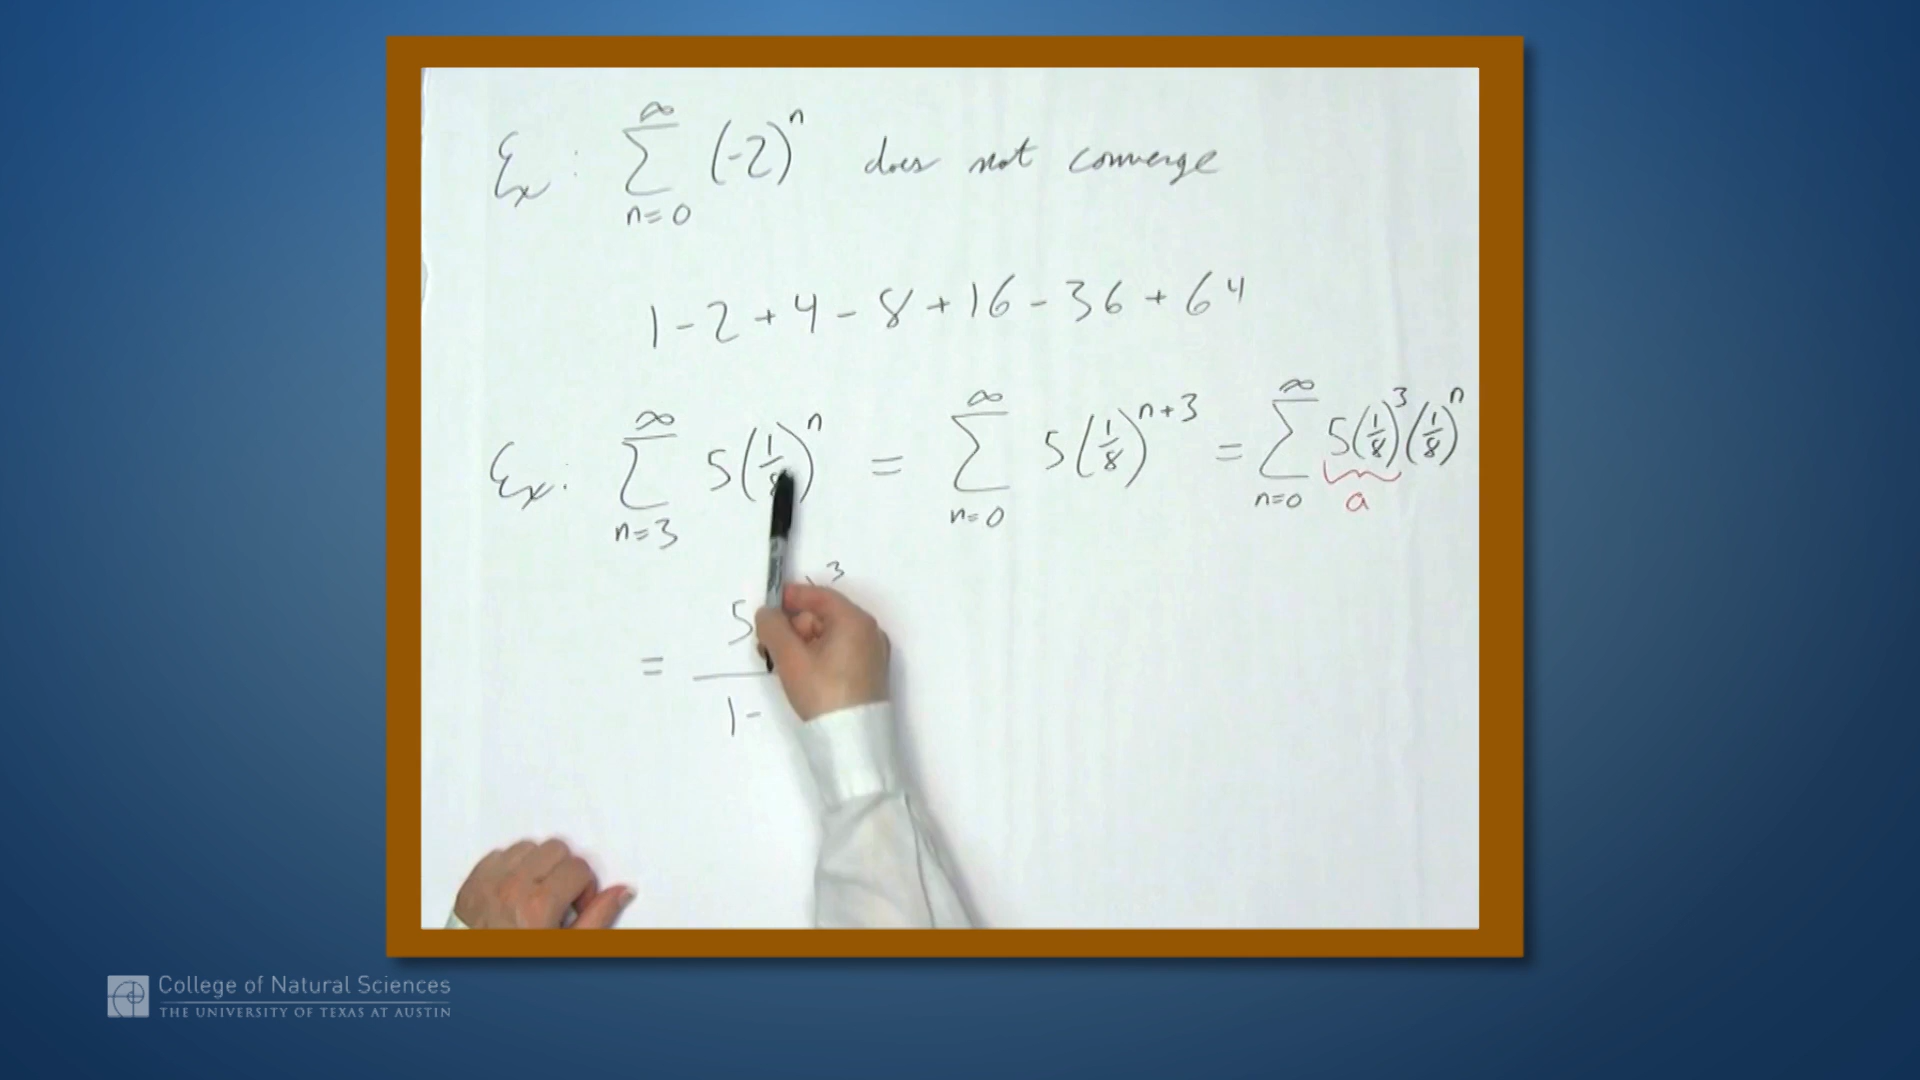 Ex: ∞ Σ n=0 (-2)^n does not converge
1 - 2 + 4 - 8 + 16 - 36 + 64
Ex. ∞ Σ n=3 5(1/8)^n = ∞ Σ n=0 5(1/8)^n+3 = ∞ Σ n=0 5(1/8)^3 (1/8)^n
a
= 5 )^3 / 1 -
College of Natural Sciences
THE UNIVERSITY OF TEXAS AT AUSTIN